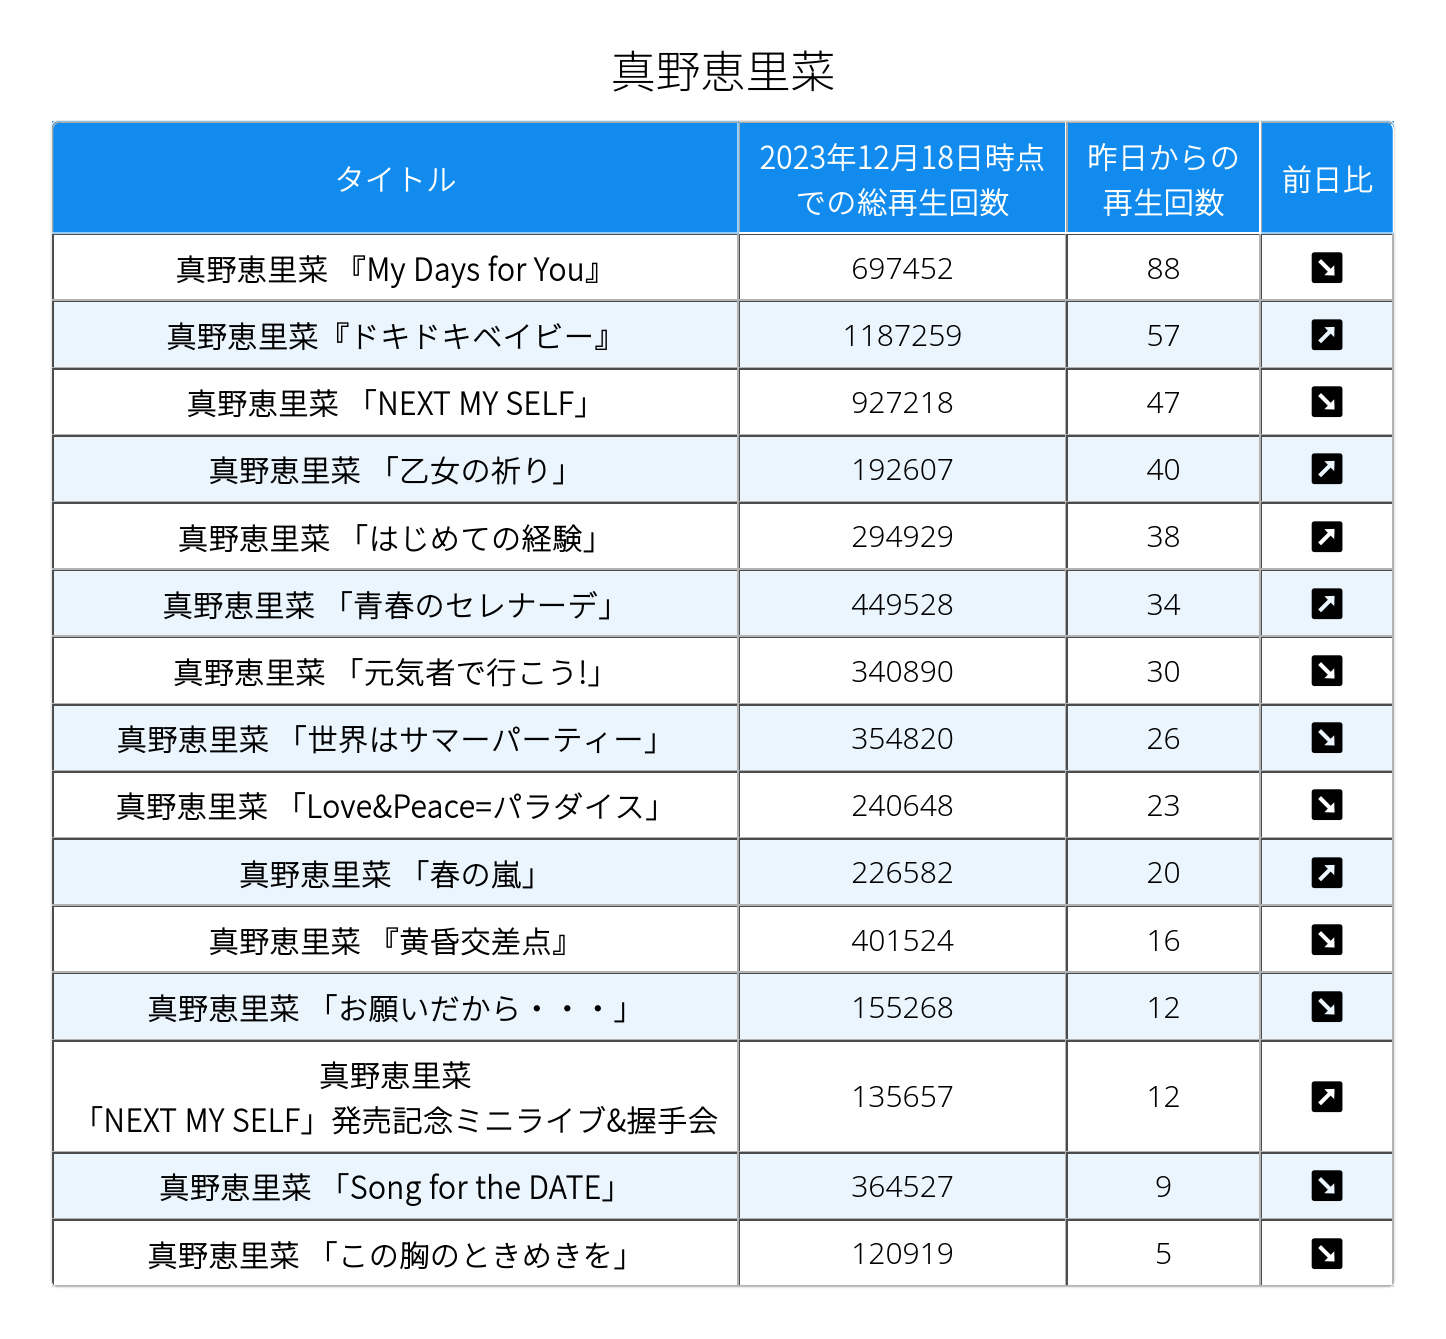 真野恵里菜
タイトル
2023年12月18日時点
での総再生回数
昨日からの
再生回数
前日比
真野恵里菜 『My Days for You』 697452 88 ↘
真野恵里菜『ドキドキベイビー』 1187259 57 ↗
真野恵里菜 「NEXT MY SELF」 927218 47 ↘
真野恵里菜 「乙女の祈り」 192607 40 ↗
真野恵里菜 「はじめての経験」 294929 38 ↗
真野恵里菜 「青春のセレナーデ」 449528 34 ↗
真野恵里菜 「元気者で行こう!」 340890 30 ↘
真野恵里菜 「世界はサマーパーティー」 354820 26 ↘
真野恵里菜 「Love&Peace=パラダイス」 240648 23 ↘
真野恵里菜 「春の嵐」 226582 20 ↗
真野恵里菜 『黄昏交差点』 401524 16 ↘
真野恵里菜 「お願いだから・・・」 155268 12 ↘
真野恵里菜
「NEXT MY SELF」発売記念ミニライブ&握手会 135657 12 ↗
真野恵里菜 「Song for the DATE」 364527 9 ↘
真野恵里菜 「この胸のときめきを」 120919 5 ↘